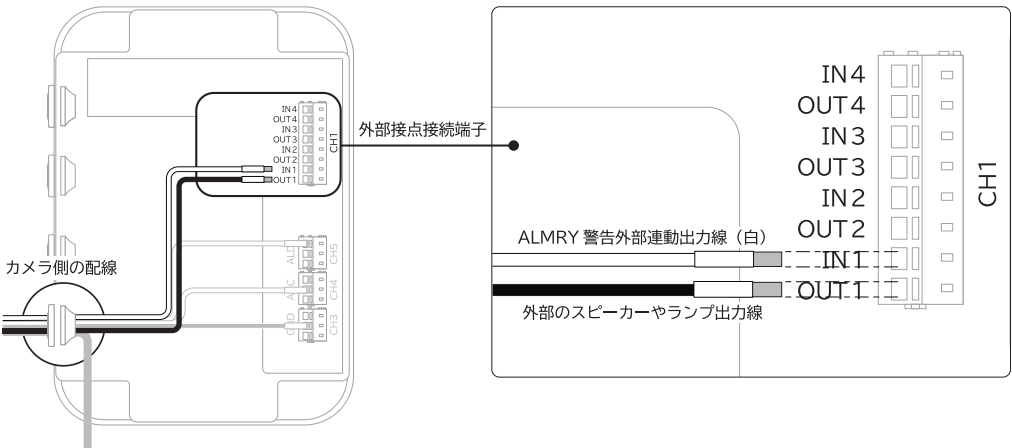 IN4
OUT4
IN3
OUT3
IN2
OUT2
IN1
OUT1
CH1
外部接点接続端子
カメラ側の配線
CH5
CH4
CH3
IN4
OUT4
IN3
OUT3
IN2
OUT2
IN1
OUT1
CH1
ALMRY 警告外部連動出力線（白）
外部のスピーカーやランプ出力線